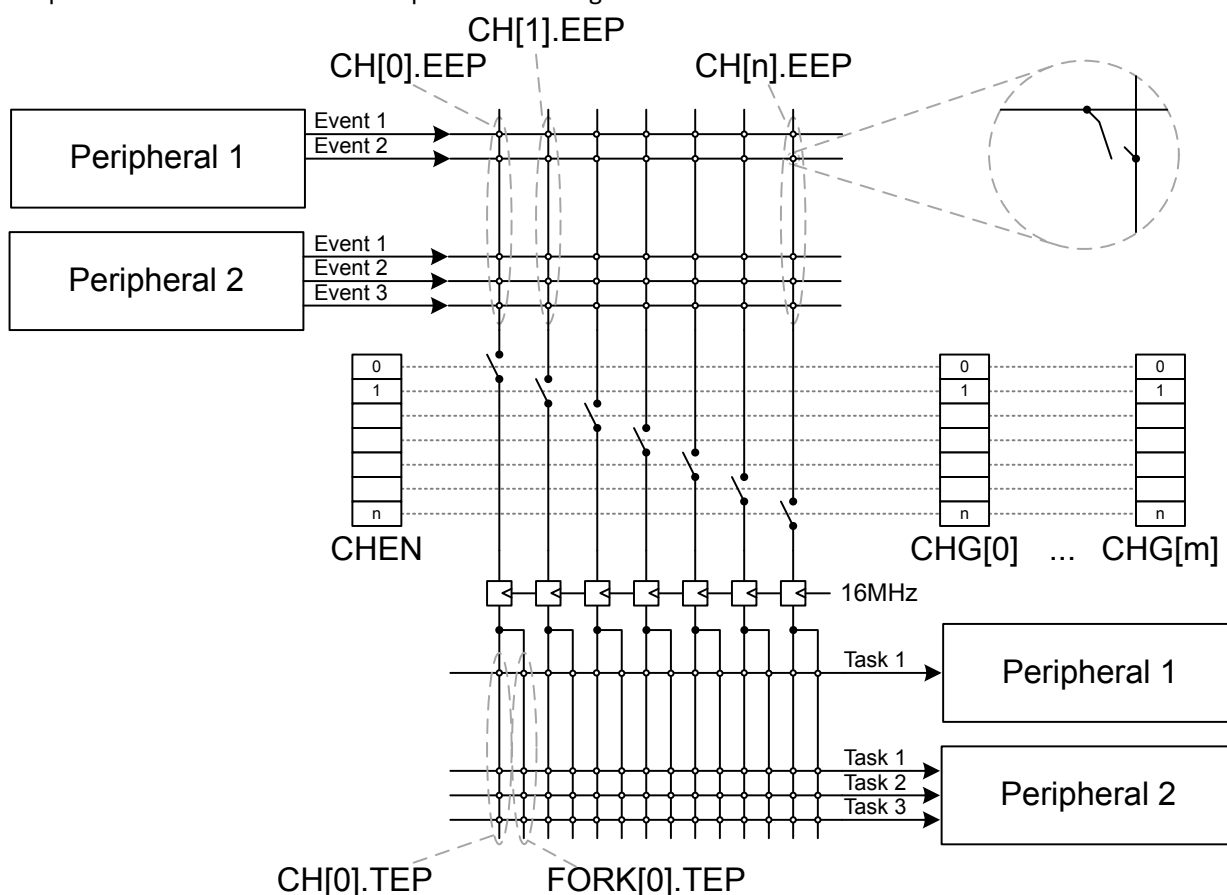 CH[1].EEP
CH[0].EEP
CH[n].EEP
Peripheral 1
Event 1
Event 2
Peripheral 2
Event 1
Event 2
Event 3
0
1
n
CHEN
0
1
n
CHG[0]
...
0
1
n
CHG[m]
16MHz
Task 1
Peripheral 1
Task 1
Task 2
Task 3
Peripheral 2
CH[0].TEP
FORK[0].TEP